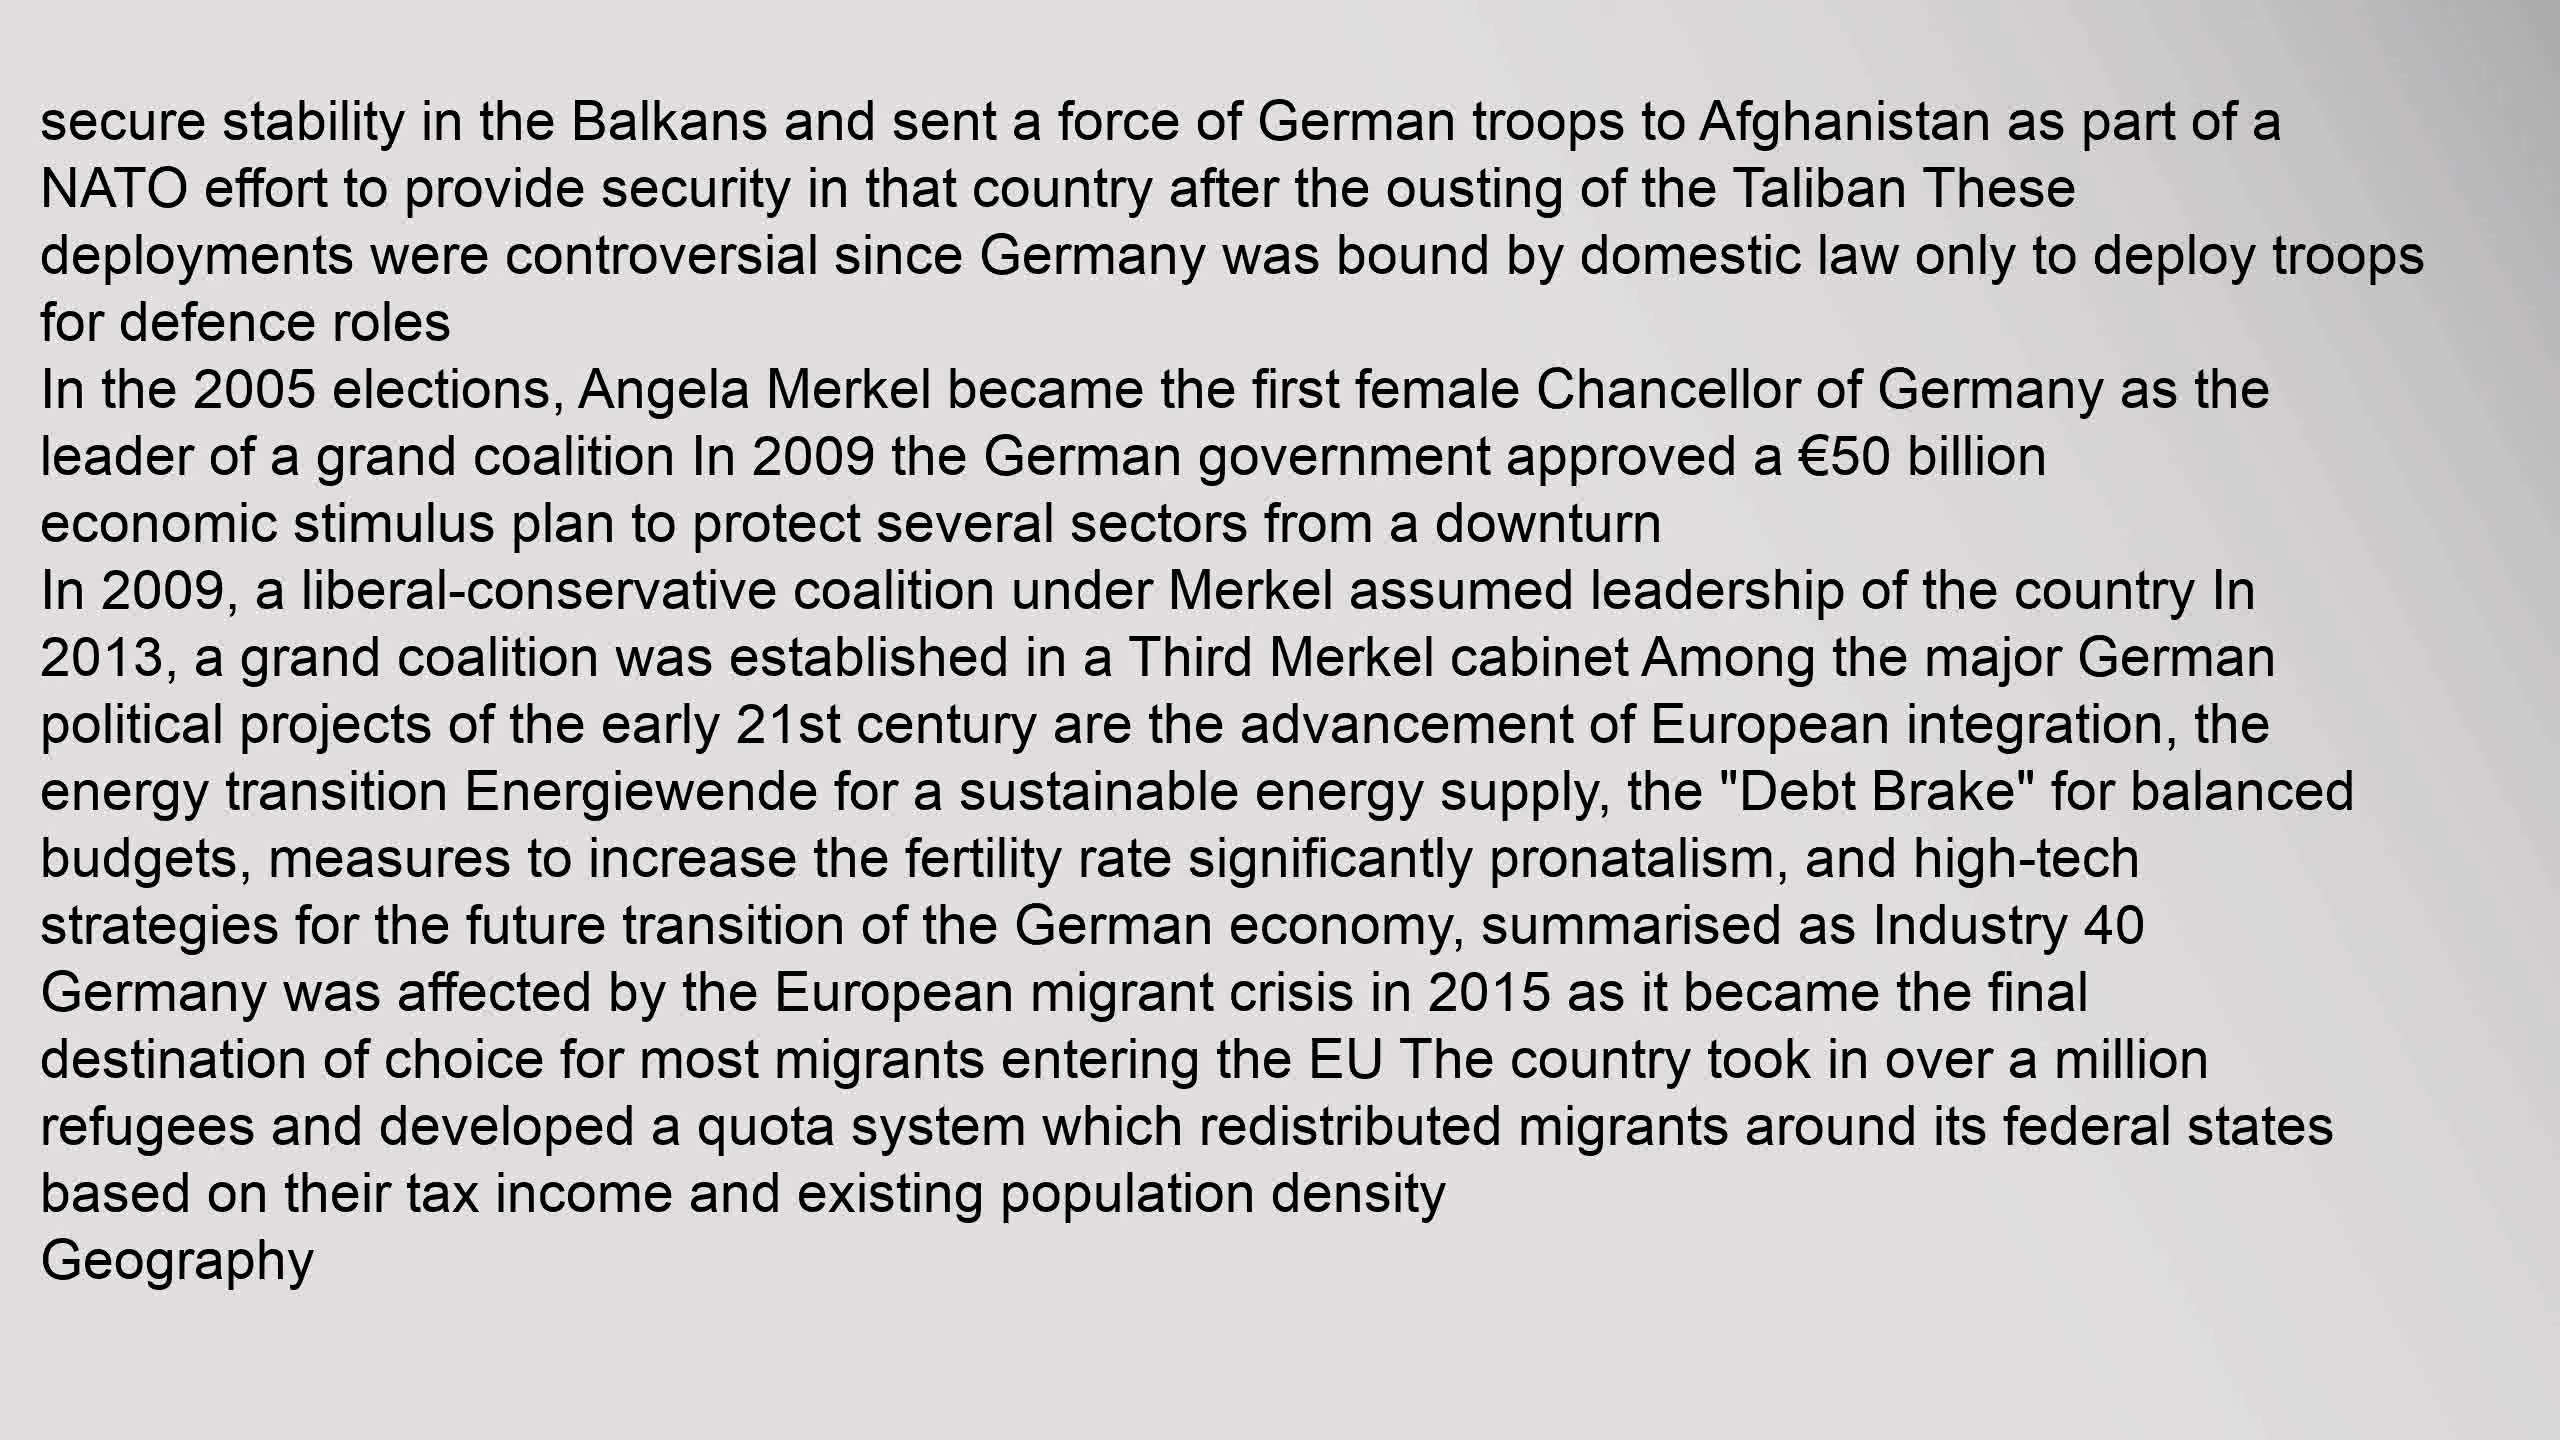 secure stability in the Balkans and sent a force of German troops to Afghanistan as part of a
NATO effort to provide security in that country after the ousting of the Taliban These
deployments were controversial since Germany was bound by domestic law only to deploy troops
for defence roles
In the 2005 elections, Angela Merkel became the first female Chancellor of Germany as the
leader of a grand coalition In 2009 the German government approved a €50 billion
economic stimulus plan to protect several sectors from a downturn
In 2009, a liberal-conservative coalition under Merkel assumed leadership of the country In
2013, a grand coalition was established in a Third Merkel cabinet Among the major German
political projects of the early 21st century are the advancement of European integration, the
energy transition Energiewende for a sustainable energy supply, the "Debt Brake" for balanced
budgets, measures to increase the fertility rate significantly pronatalism, and high-tech
strategies for the future transition of the German economy, summarised as Industry 40
Germany was affected by the European migrant crisis in 2015 as it became the final
destination of choice for most migrants entering the EU The country took in over a million
refugees and developed a quota system which redistributed migrants around its federal states
based on their tax income and existing population density
Geography